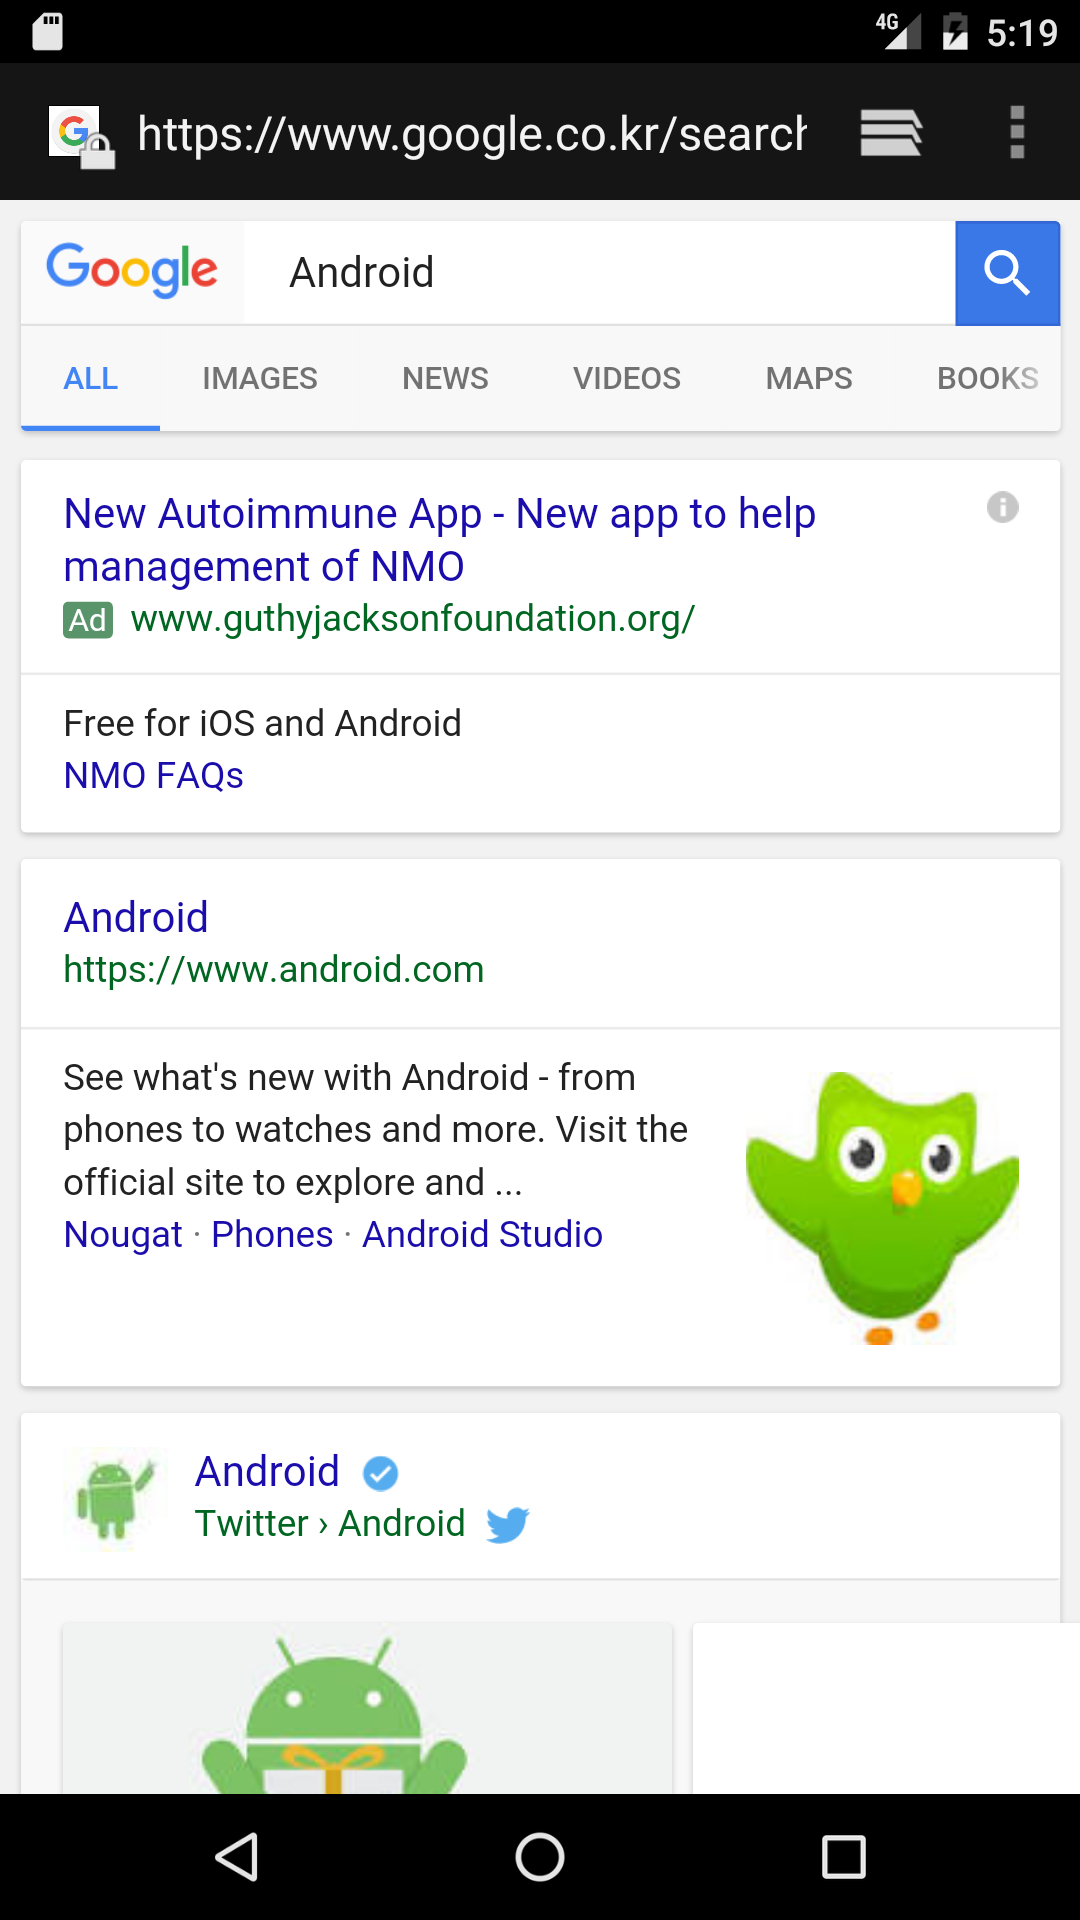 4G 5:19
https://www.google.co.kr/search
Google Android
ALL IMAGES NEWS VIDEOS MAPS BOOKS
New Autoimmune App - New app to help
management of NMO
Ad www.guthyjacksonfoundation.org/
Free for iOS and Android
NMO FAQs
Android
https://www.android.com
See what's new with Android - from
phones to watches and more. Visit the
official site to explore and ...
Nougat · Phones · Android Studio
Android
Twitter › Android